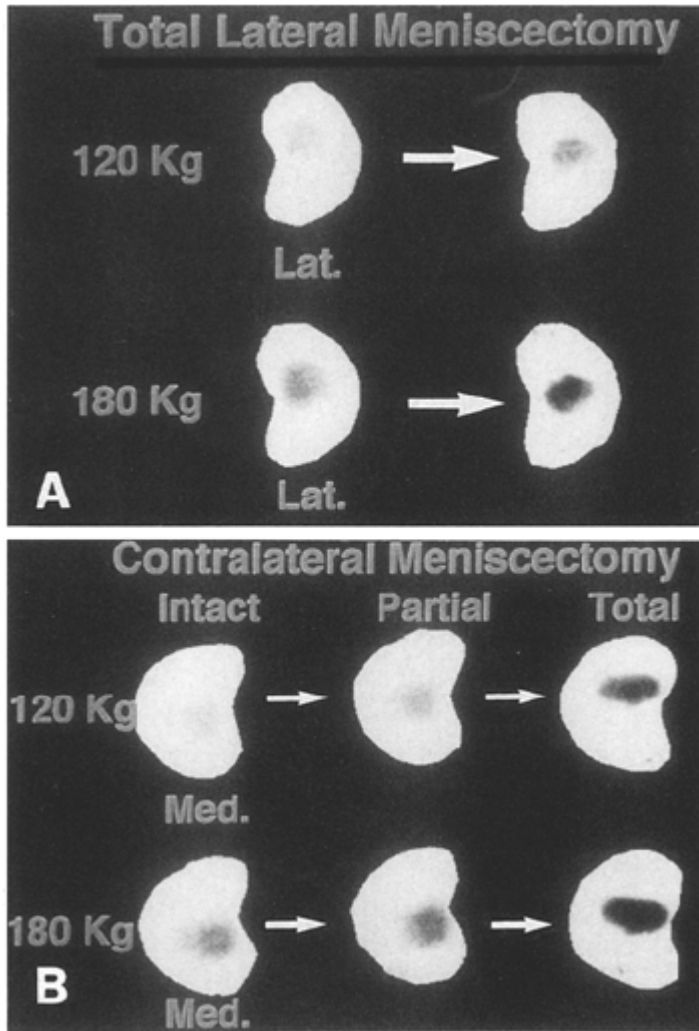 Total Lateral Meniscectomy
120 Kg
Lat.
180 Kg
Lat.
A
Contralateral Meniscectomy
Intact Partial Total
120 Kg
Med.
180 Kg
Med.
B